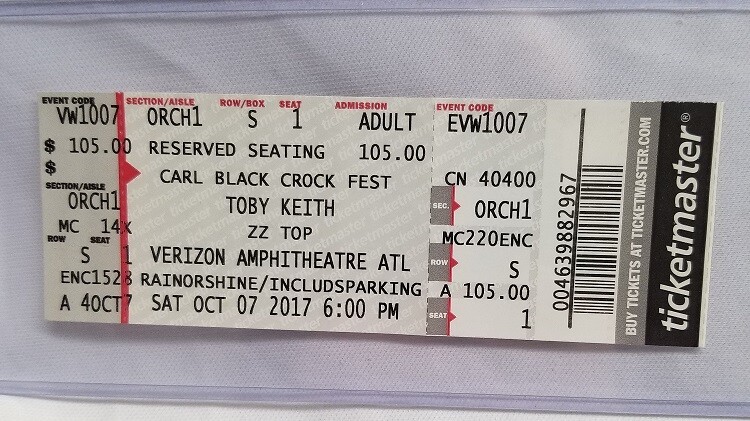 EVENT CODE
VW1007
$ 105.00
$
SECTION/AISLE
ORCH1
MC 14X
ROW SEAT
S 1
ENC1528
A 4OCT7
SECTION/AISLE ROW/BOX SEAT ADMISSION
ORCH1 S 1 ADULT
RESERVED SEATING 105.00
CARL BLACK CROCK FEST
TOBY KEITH
ZZ TOP
VERIZON AMPHITHEATRE ATL
RAINORSHINE/INCLUDSPARKING
SAT OCT 07 2017 6:00 PM
EVENT CODE
EVW1007
CN 40400
SEC. ORCH1
MC220ENC
ROW S
A 105.00
SEAT 1
004639882967
BUY TICKETS AT TICKETMASTER.COM
ticketmaster®